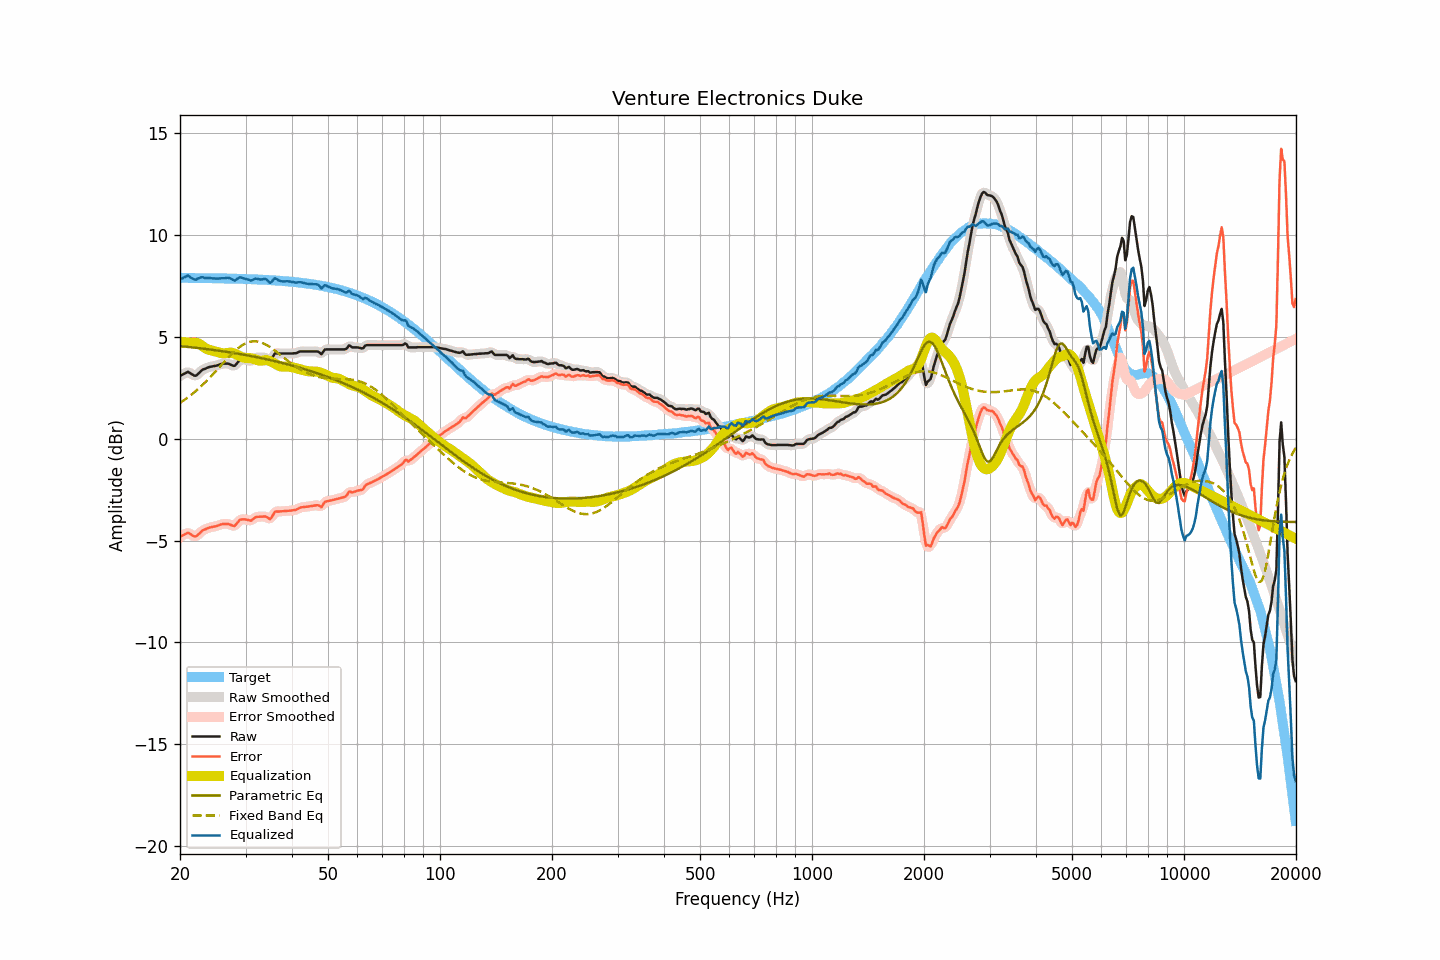 Venture Electronics Duke
Amplitude (dBr)
15
10
5
0
−5
−10
−15
−20
Target
Raw Smoothed
Error Smoothed
Raw
Error
Equalization
Parametric Eq
Fixed Band Eq
Equalized
20 50 100 200 500 1000 2000 5000 10000 20000
Frequency (Hz)